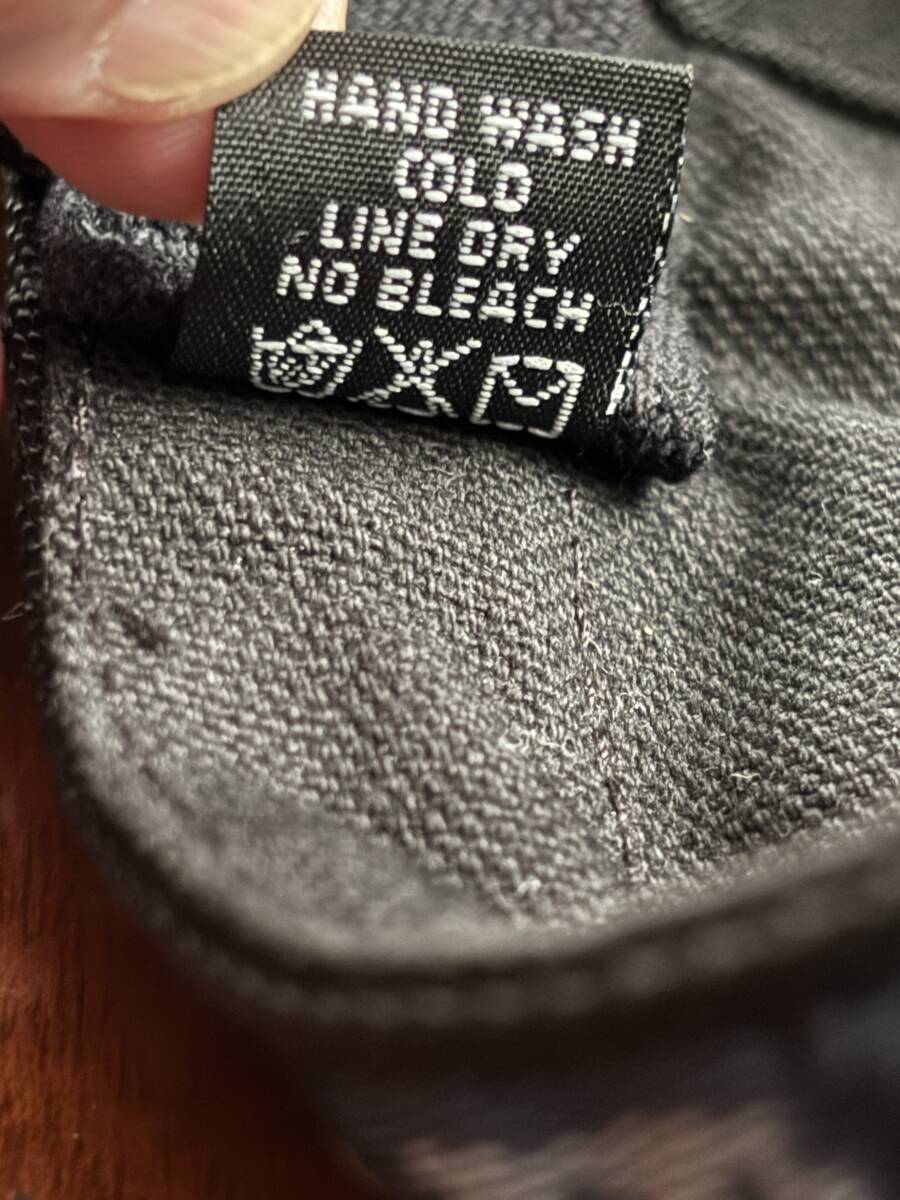 HAND WASH
COLD
LINE DRY
NO BLEACH